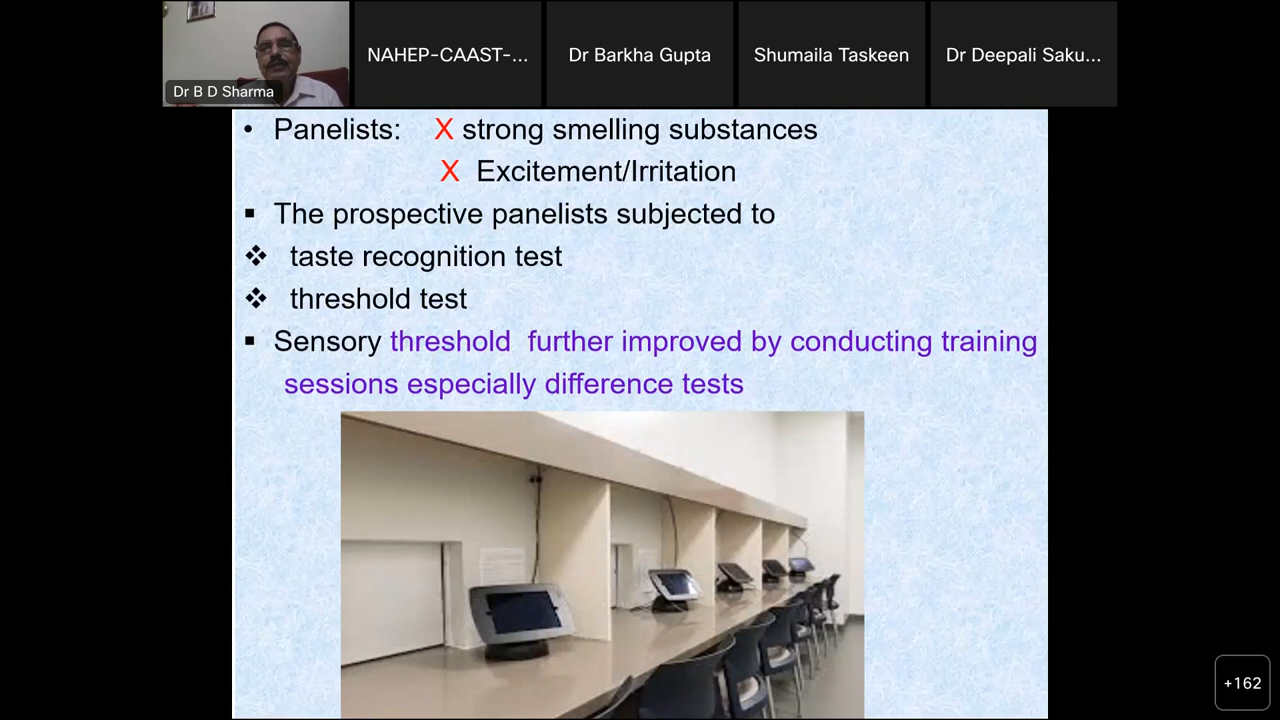 Dr B D Sharma
NAHEP-CAAST-...
Dr Barkha Gupta
Shumaila Taskeen
Dr Deepali Saku...
• Panelists: X strong smelling substances
X Excitement/Irritation
▪ The prospective panelists subjected to
❖ taste recognition test
❖ threshold test
▪ Sensory threshold further improved by conducting training
sessions especially difference tests
+162